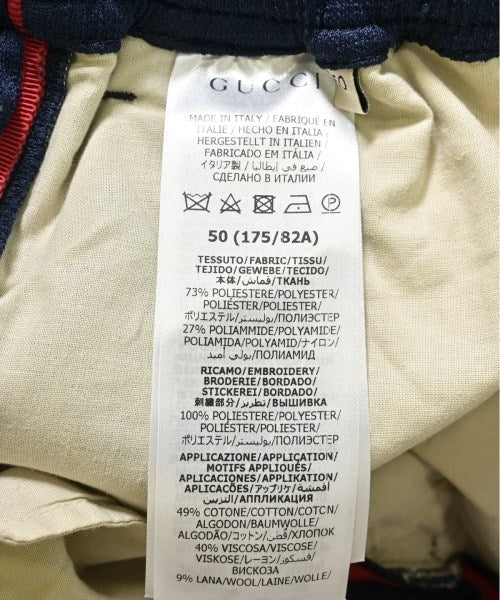 GUCCI
MADE IN ITALY / FABRIQUÉ EN
ITALIE / HECHO EN ITALIA
HERGESTELLT IN ITALIEN
FABRICADO EM ITÁLIA
イタリア製 / صنع في إيطاليا
СДЕЛАНО В ИТАЛИИ
50 (175/82A)
TESSUTO/FABRIC/TISSU/
TEJIDO/GEWEBE/TECIDO/
本体/قماش/ТКАНЬ
73% POLIESTERE/POLYESTER/
POLIÉSTER/POLYESTER/
ポリエステル/بوليستر/ПОЛИЭСТЕР
27% POLIAMMIDE/POLYAMIDE/
POLIAMIDA/POLYAMID/ナイロン/
بولي أميد/ПОЛИАМИД
RICAMO/EMBROIDERY/
BRODERIE/BORDADO/
STICKEREI/BORDADO/
刺繍部分/تطريز/ВЫШИВКА
100% POLIESTERE/POLYESTER/
POLIÉSTER/POLYESTER/
ポリエステル/بوليستر/ПОЛИЭСТЕР
APPLICAZIONE/APPLICATION/
MOTIFS APPLIQUÉS/
APLICACIONES/APPLIKATION/
APLICAÇÕES/アップリケ/أقمشة
التزيين/АППЛИКАЦИЯ
49% COTONE/COTTON/COTON/
ALGODON/BAUMWOLLE/
ALGODÃO/コットン/قطن/ХЛОПОК
40% VISCOSA/VISCOSE/
VISKOSE/レーヨン/فسكوز/
ВИСКОЗА
9% LANA/WOOL/LAINE/WOLLE/